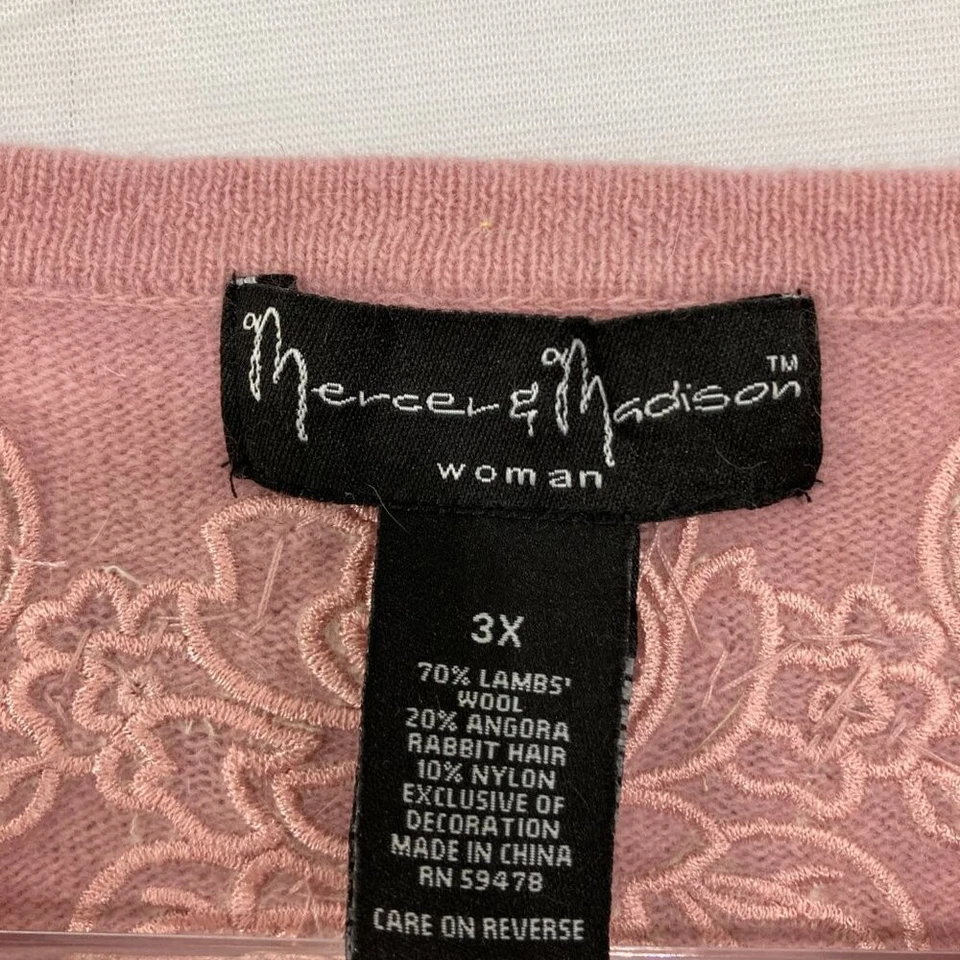 Mercer & Madison™
woman
3X
70% LAMBS'
WOOL
20% ANGORA
RABBIT HAIR
10% NYLON
EXCLUSIVE OF
DECORATION
MADE IN CHINA
RN 59478
CARE ON REVERSE